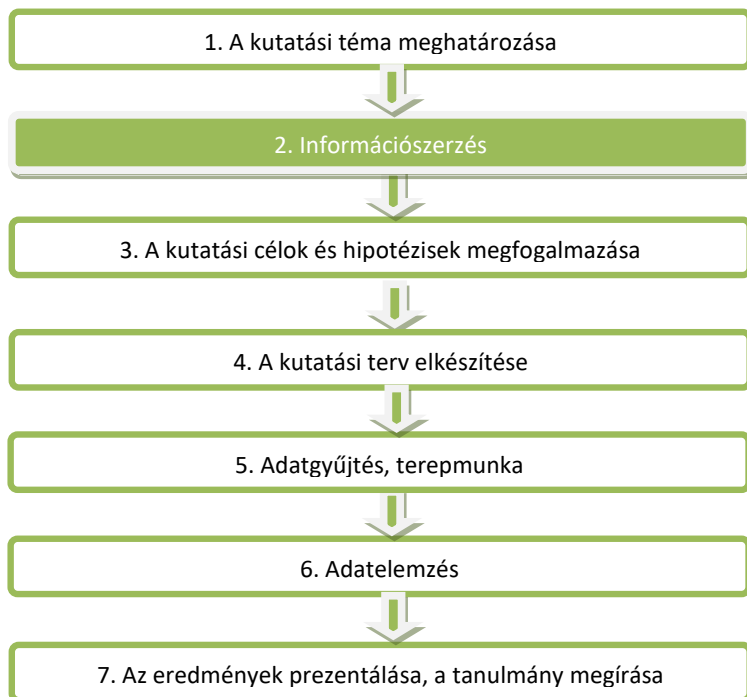 1. A kutatási téma meghatározása
2. Információszerzés
3. A kutatási célok és hipotézisek megfogalmazása
4. A kutatási terv elkészítése
5. Adatgyűjtés, terepmunka
6. Adatelemzés
7. Az eredmények prezentálása, a tanulmány megírása